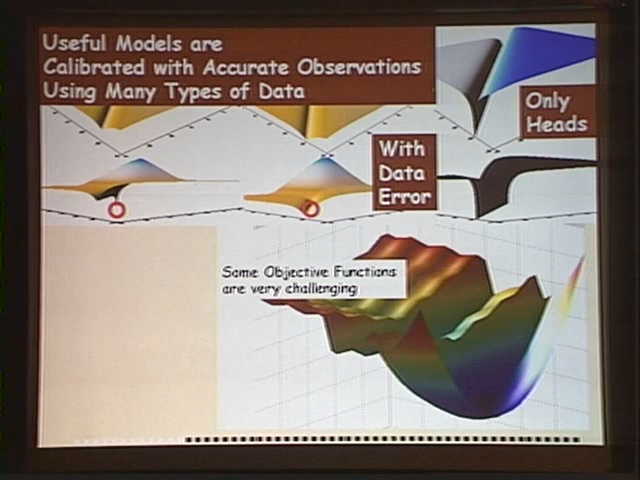 Useful Models are
Calibrated with Accurate Observations
Using Many Types of Data
Only
Heads
With
Data
Error
Some Objective Functions
are very challenging